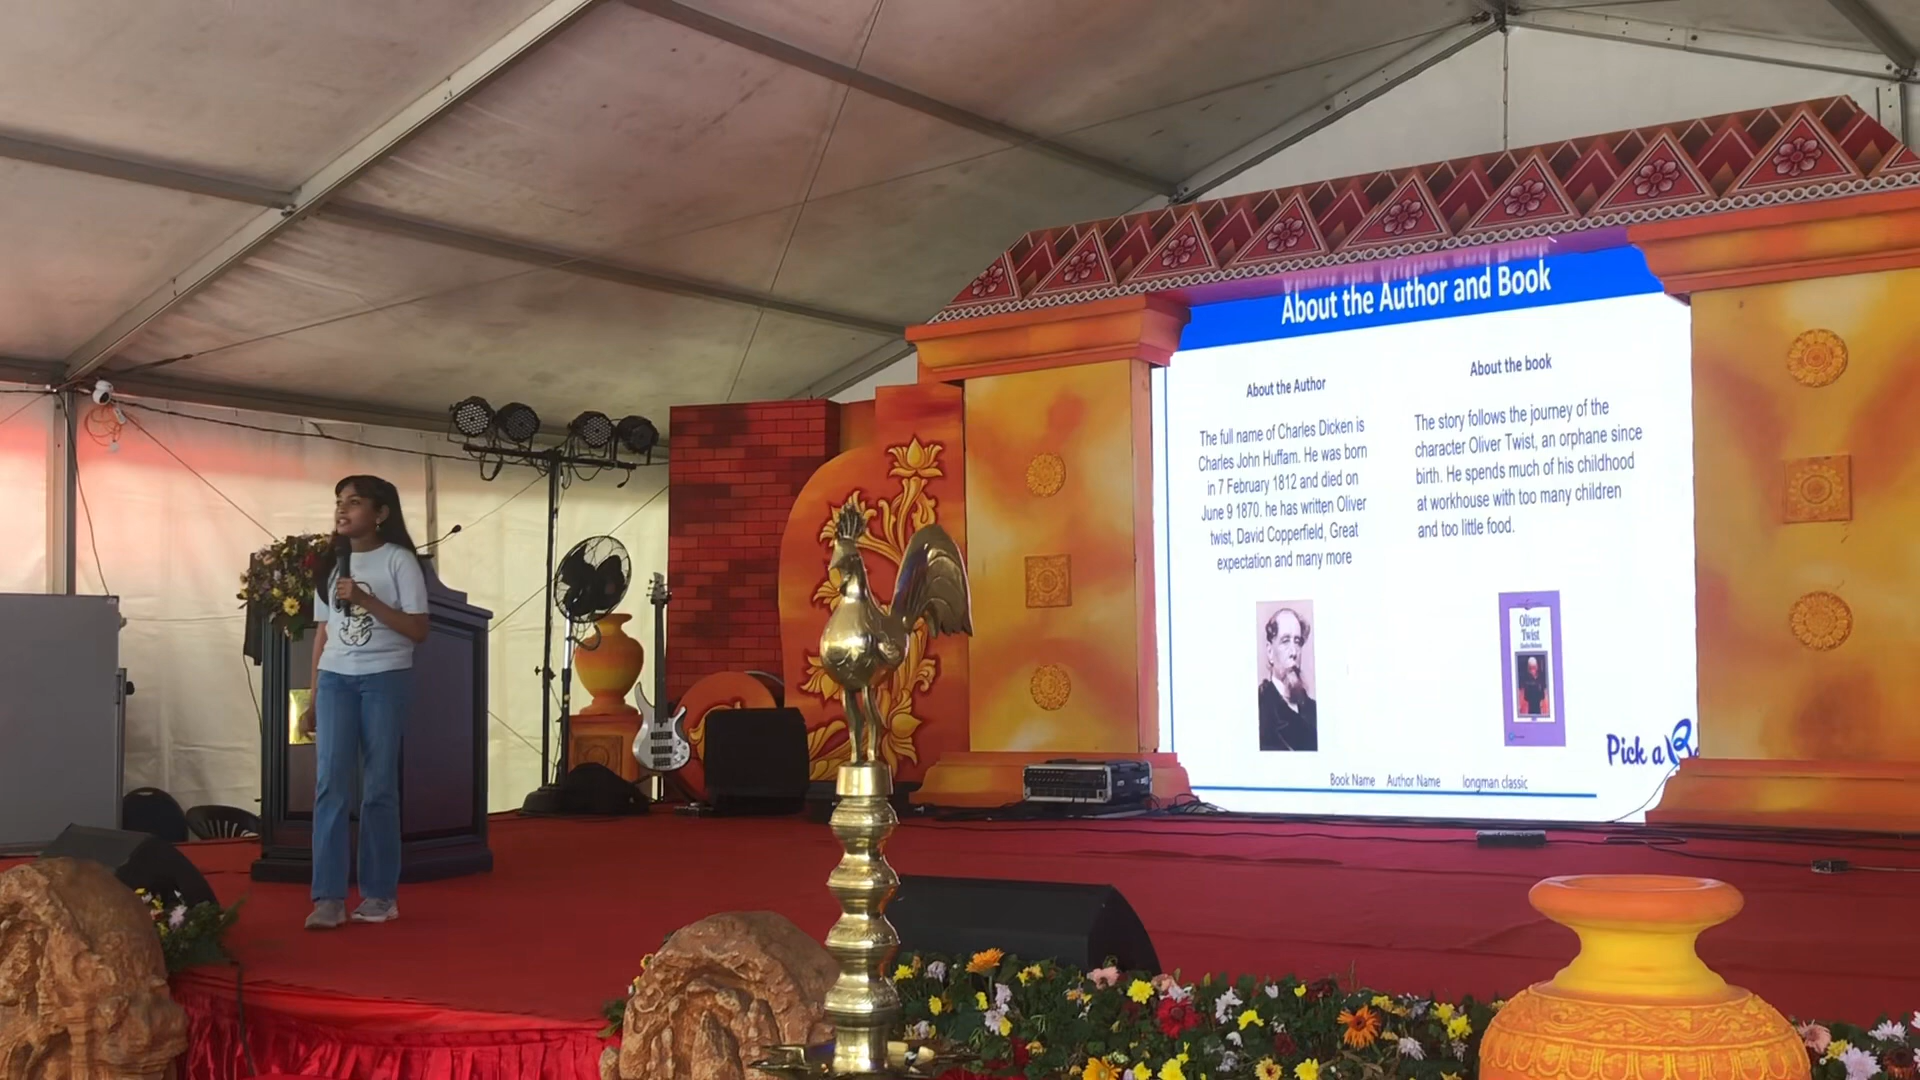 About the Author and Book
About the Author
The full name of Charles Dicken is
Charles John Huffam. He was born
in 7 February 1812 and died on
June 9 1870. he has written Oliver
twist, David Copperfield, Great
expectation and many more
About the book
The story follows the journey of the
character Oliver Twist, an orphane since
birth. He spends much of his childhood
at workhouse with too many children
and too little food.
Oliver
Twist
Pick a
Book Name Author Name longman classic